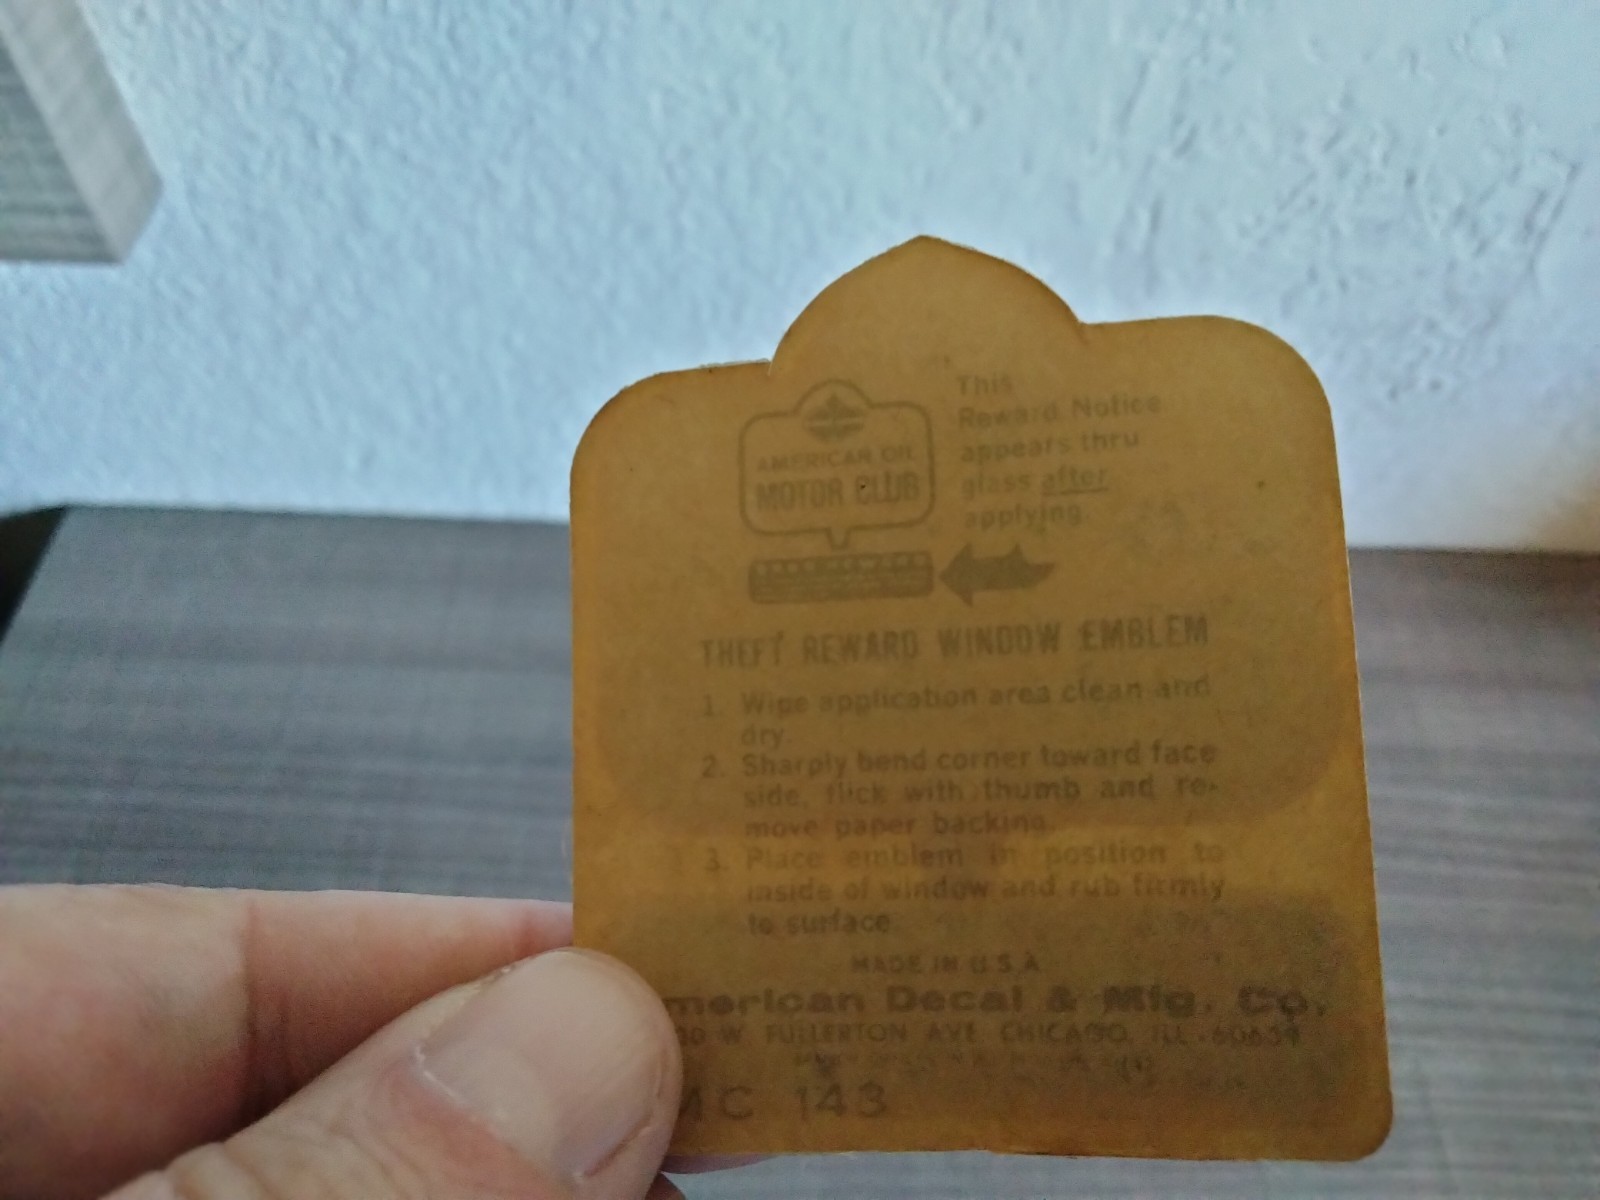 AMERICAN OIL
MOTOR CLUB
This
Reward Notice
appears thru
glass after
applying
THEFT REWARD WINDOW EMBLEM
1. Wipe application area clean and
dry.
2. Sharply bend corner toward face
side, flick with thumb and re-
move paper backing.
3. Place emblem in position to
inside of window and rub firmly
to surface.
MADE IN U.S.A.
merican Decal & Mfg. Co.
W. FULLERTON AVE. CHICAGO, ILL. 60639
MC 143